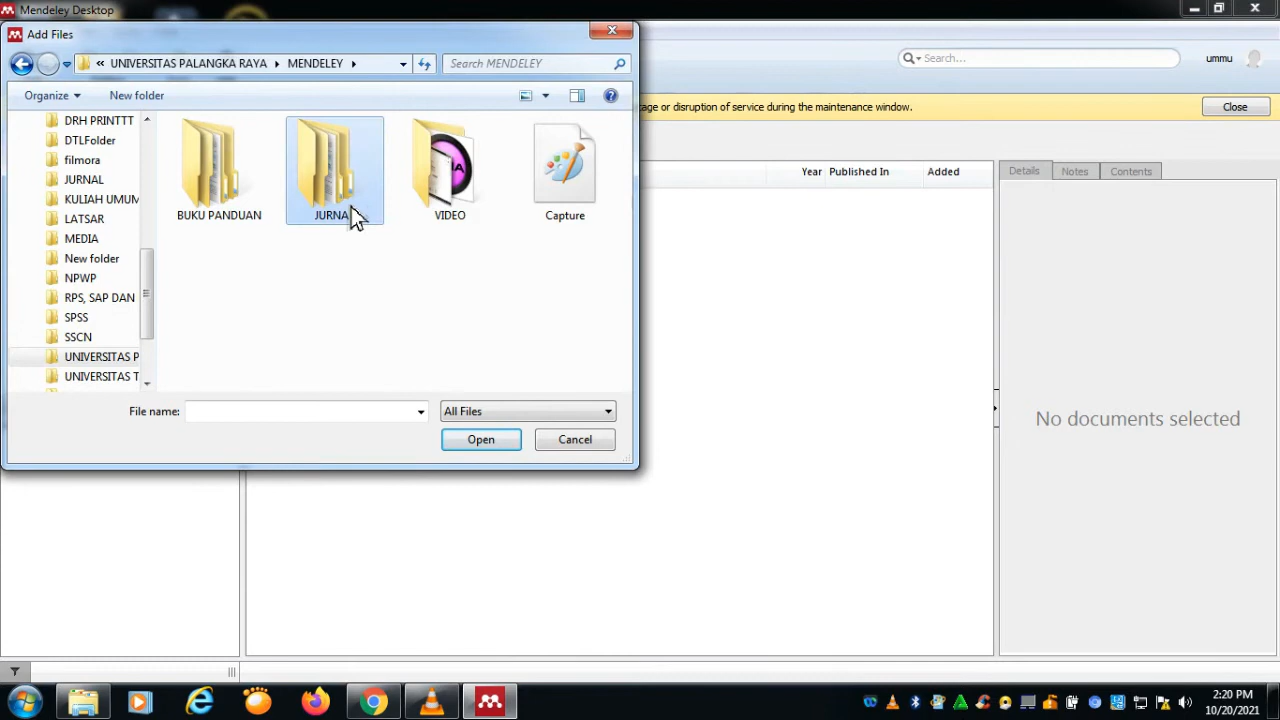 Mendeley Desktop
Add Files
« UNIVERSITAS PALANGKA RAYA MENDELEY
Search MENDELEY
Search...
ummu
Organize
New folder
tage or disruption of service during the maintenance window.
Close
DRH PRINTTT
DTLFolder
filmora
JURNAL
KULIAH UMUM
LATSAR
MEDIA
New folder
NPWP
RPS, SAP DAN
SPSS
SSCN
UNIVERSITAS P
UNIVERSITAS T
BUKU PANDUAN
JURNA
VIDEO
Capture
Year
Published In
Added
Details
Notes
Contents
No documents selected
File name:
All Files
Open
Cancel
2:20 PM
10/20/2021